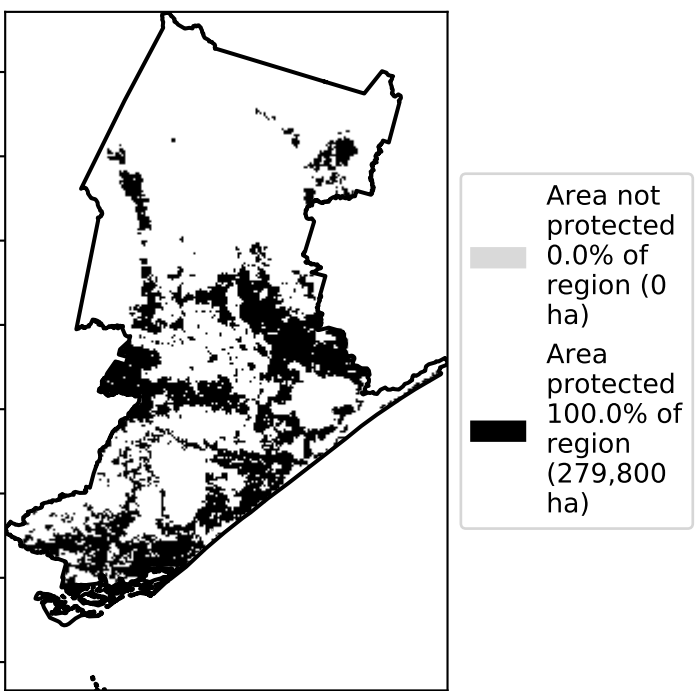 Area not
protected
0.0% of
region (0
ha)
Area
protected
100.0% of
region
(279,800
ha)